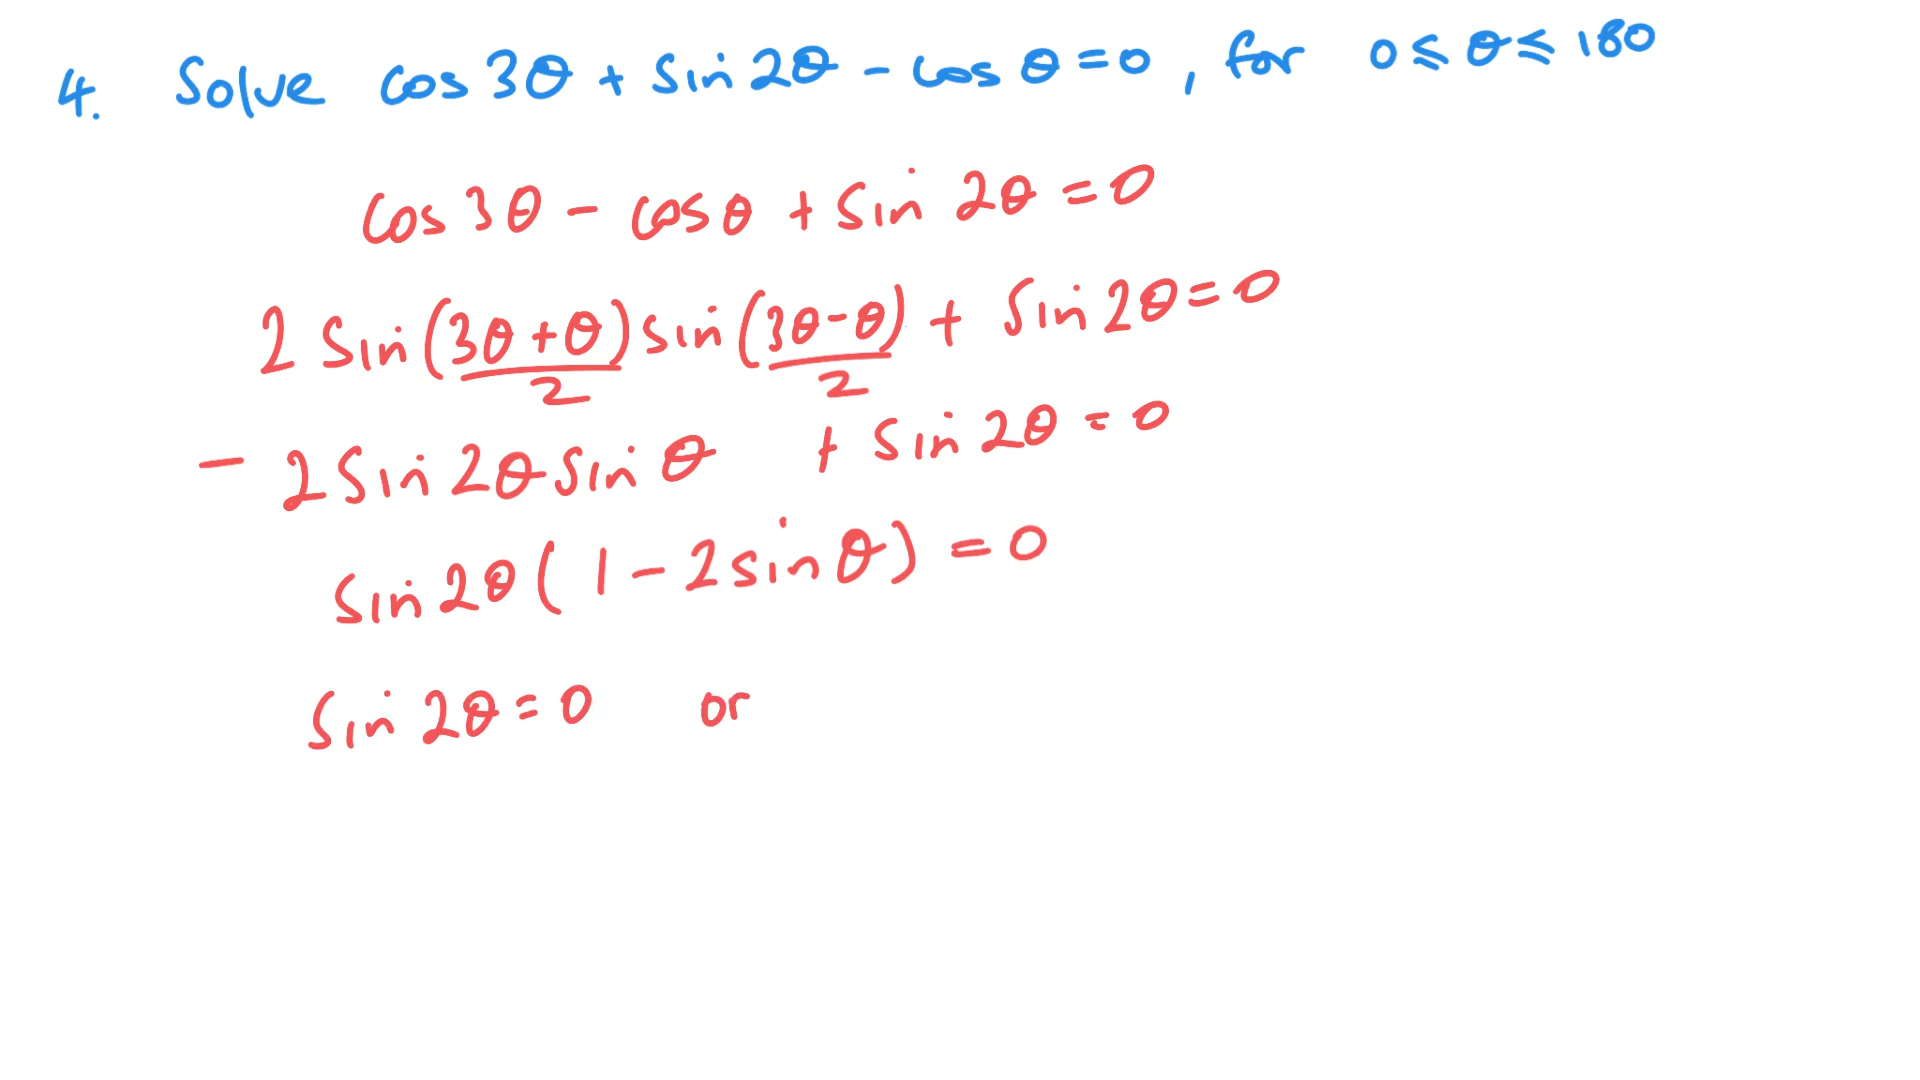 4. Solve cos 3θ + sin 2θ - cos θ = 0, for 0 ≤ θ ≤ 180
cos 3θ - cos θ + sin 2θ = 0
2 sin((3θ + θ)/2) sin((3θ - θ)/2) + sin 2θ = 0
- 2 sin 2θ sin θ + sin 2θ = 0
sin 2θ (1 - 2 sin θ) = 0
sin 2θ = 0 or